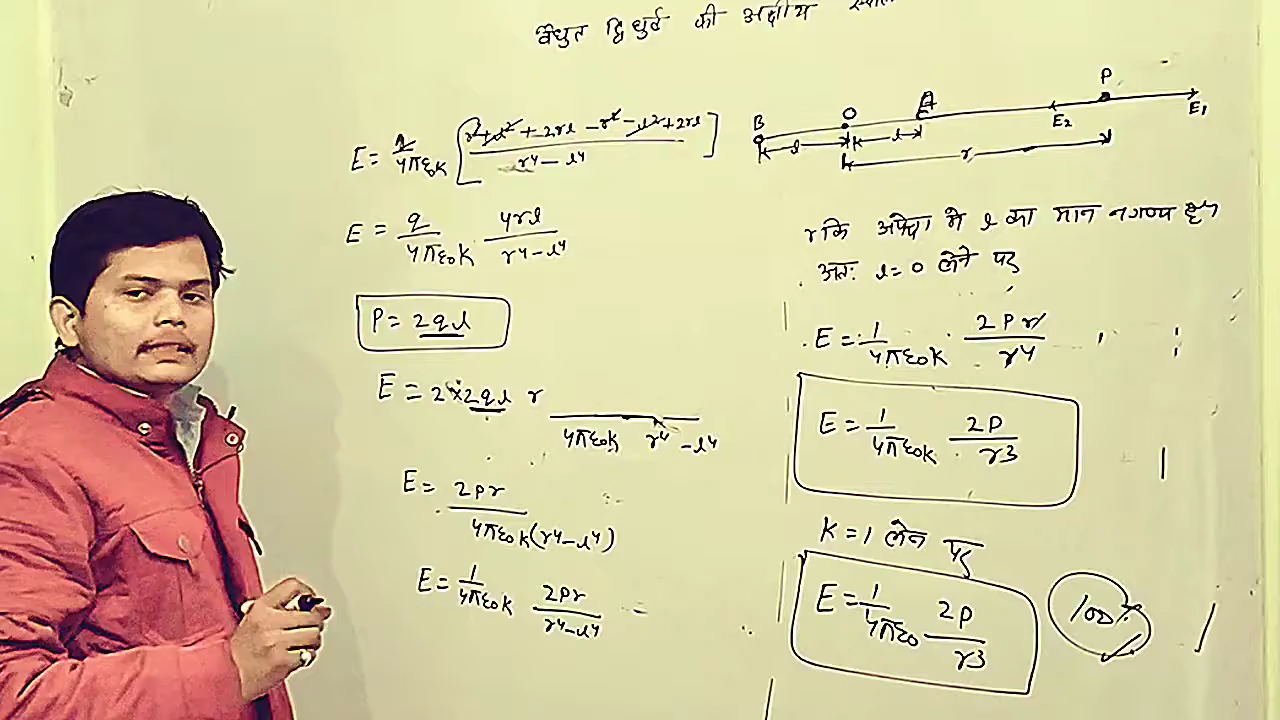 वैधुत द्विधुर्व की अक्षीय
E = q/4πε₀K [r²+l²+2rl-r²-l²+2rl / r⁴-l⁴]
E = q/4πε₀K 4rl/r⁴-l⁴
P = 2ql
E = 2×2ql r / 4πε₀K r⁴-l⁴
E = 2Pr / 4πε₀K(r⁴-l⁴)
E = 1/4πε₀K 2Pr/r⁴-l⁴ =
B O A P
E₂ E₁
l l
r
r कि अपेक्षा मे l का मान नगण्य
अतः l=0 लेने पर
E = 1/4πε₀K · 2Pr/r⁴
E = 1/4πε₀K · 2P/r3
K=1 लेन पर
E = 1/4πε₀ 2P/r3
100%